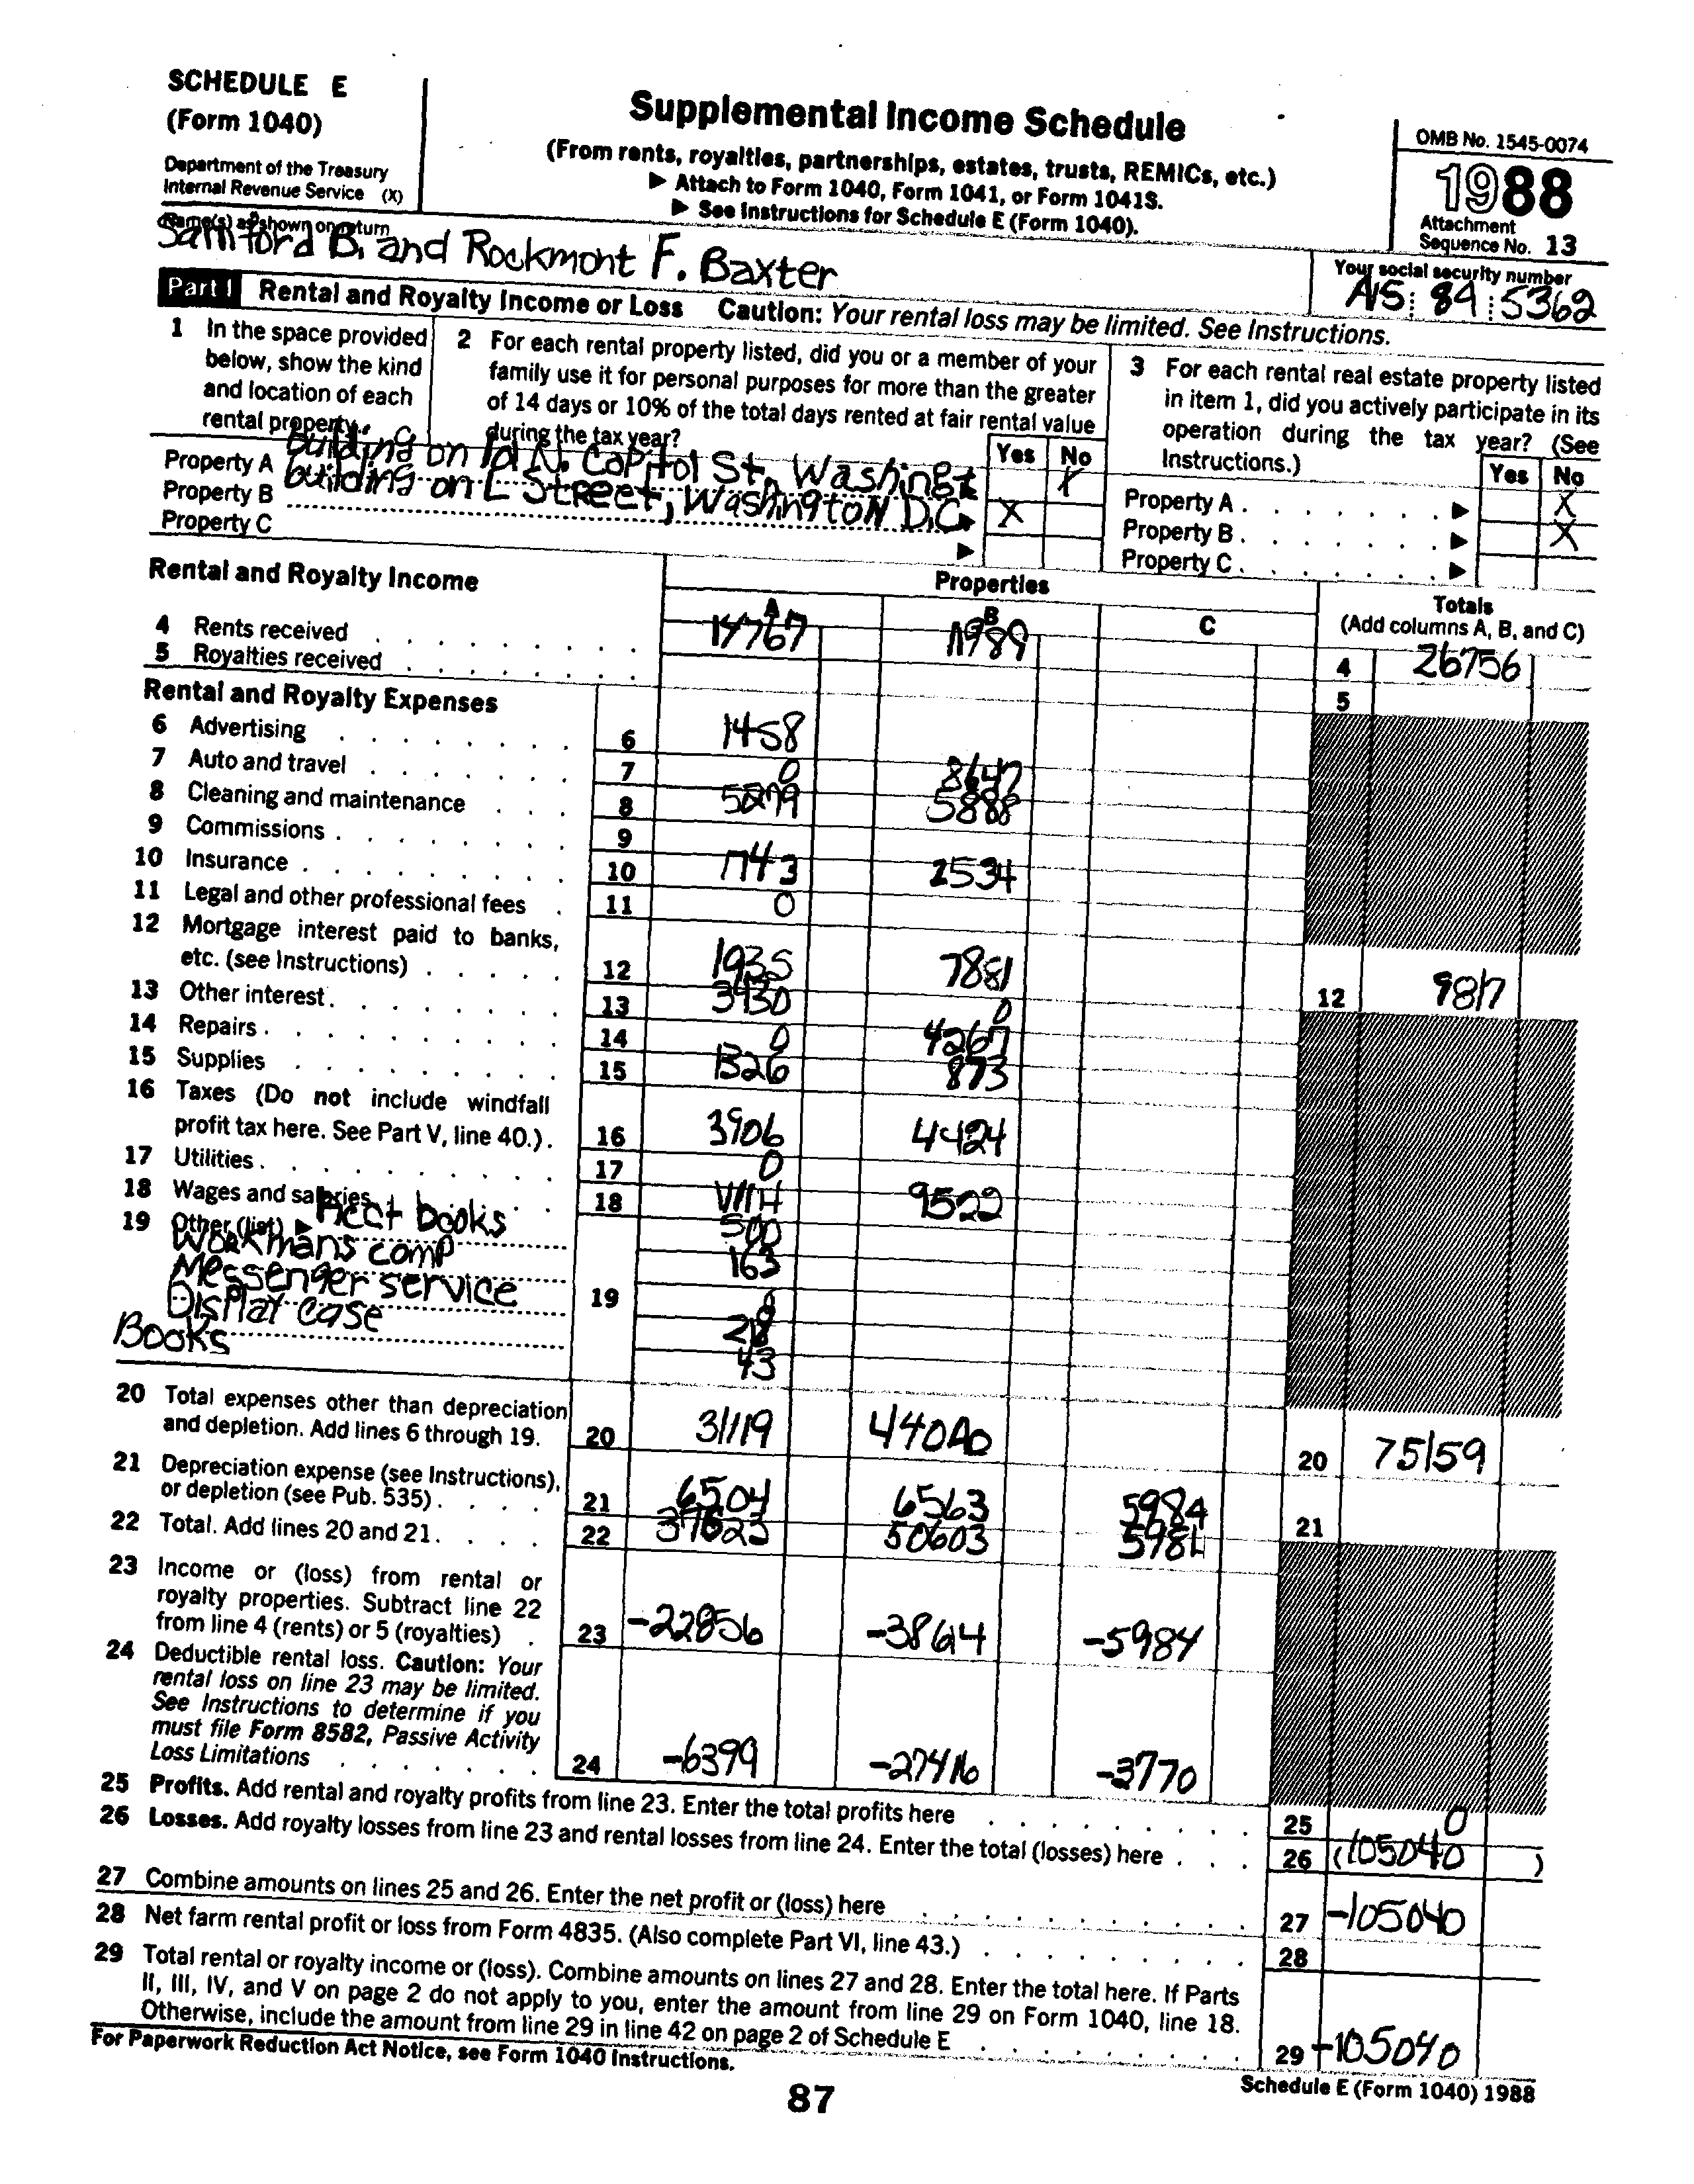 SCHEDULE E
(Form 1040)
Department of the Treasury
Internal Revenue Service (X)
Supplemental Income Schedule
(From rents, royalties, partnerships, estates, trusts, REMICs, etc.)
▶ Attach to Form 1040, Form 1041, or Form 1041S.
▶ See Instructions for Schedule E (Form 1040).
OMB No. 1545-0074
1988
Attachment
Sequence No. 13
Name(s) as shown on return
B. and Rockmont F. Baxter
Your social security number
89 5362
Part I Rental and Royalty Income or Loss Caution: Your rental loss may be limited. See Instructions.
1 In the space provided
below, show the kind
and location of each
rental property.
2 For each rental property listed, did you or a member of your
family use it for personal purposes for more than the greater
of 14 days or 10% of the total days rented at fair rental value
during the tax year?
Yes No
3 For each rental real estate property listed
in item 1, did you actively participate in its
operation during the tax year? (See
Instructions.)
Yes No
Property A building on N. Capitol St, Washingt X
Property B building on L Street, Washington D.C. X
Property C
Property A . . . . . . . ▶ X
Property B . . . . . . . ▶ X
Property C . . . . . . . ▶
Rental and Royalty Income
Properties
A B C
Totals
(Add columns A, B, and C)
4 Rents received 14767 11989 4 26756
5 Royalties received 5
Rental and Royalty Expenses
6 Advertising 6 1458
7 Auto and travel 7 0 8647
8 Cleaning and maintenance 8 5888
9 Commissions 9
10 Insurance 10 1743 2534
11 Legal and other professional fees 11 0
12 Mortgage interest paid to banks,
etc. (see Instructions) 12 1935 7881 12 9817
13 Other interest 13 3430 0
14 Repairs 14 0 4267
15 Supplies 15 1326 873
16 Taxes (Do not include windfall
profit tax here. See Part V, line 40.) 16 3906 4424
17 Utilities 17 0
18 Wages and salaries 18 9522
19 Other (list) ▶ Acct books 500
Workmans comp 163
Messenger service 19
Display case 218
Books 43
20 Total expenses other than depreciation
and depletion. Add lines 6 through 19. 20 31119 44040 20 75159
21 Depreciation expense (see Instructions),
or depletion (see Pub. 535) 21 6504 6563 5984 21
22 Total. Add lines 20 and 21 22 37623 50603 5984
23 Income or (loss) from rental or
royalty properties. Subtract line 22
from line 4 (rents) or 5 (royalties) 23 -22856 -38614 -5984
24 Deductible rental loss. Caution: Your
rental loss on line 23 may be limited.
See Instructions to determine if you
must file Form 8582, Passive Activity
Loss Limitations 24 -6399 -27416 -3770
25 Profits. Add rental and royalty profits from line 23. Enter the total profits here 25 0
26 Losses. Add royalty losses from line 23 and rental losses from line 24. Enter the total (losses) here 26 (105040 )
27 Combine amounts on lines 25 and 26. Enter the net profit or (loss) here 27 -105040
28 Net farm rental profit or loss from Form 4835. (Also complete Part VI, line 43.) 28
29 Total rental or royalty income or (loss). Combine amounts on lines 27 and 28. Enter the total here. If Parts
II, III, IV, and V on page 2 do not apply to you, enter the amount from line 29 on Form 1040, line 18.
Otherwise, include the amount from line 29 in line 42 on page 2 of Schedule E 29 -105040
For Paperwork Reduction Act Notice, see Form 1040 Instructions.
Schedule E (Form 1040) 1988
87